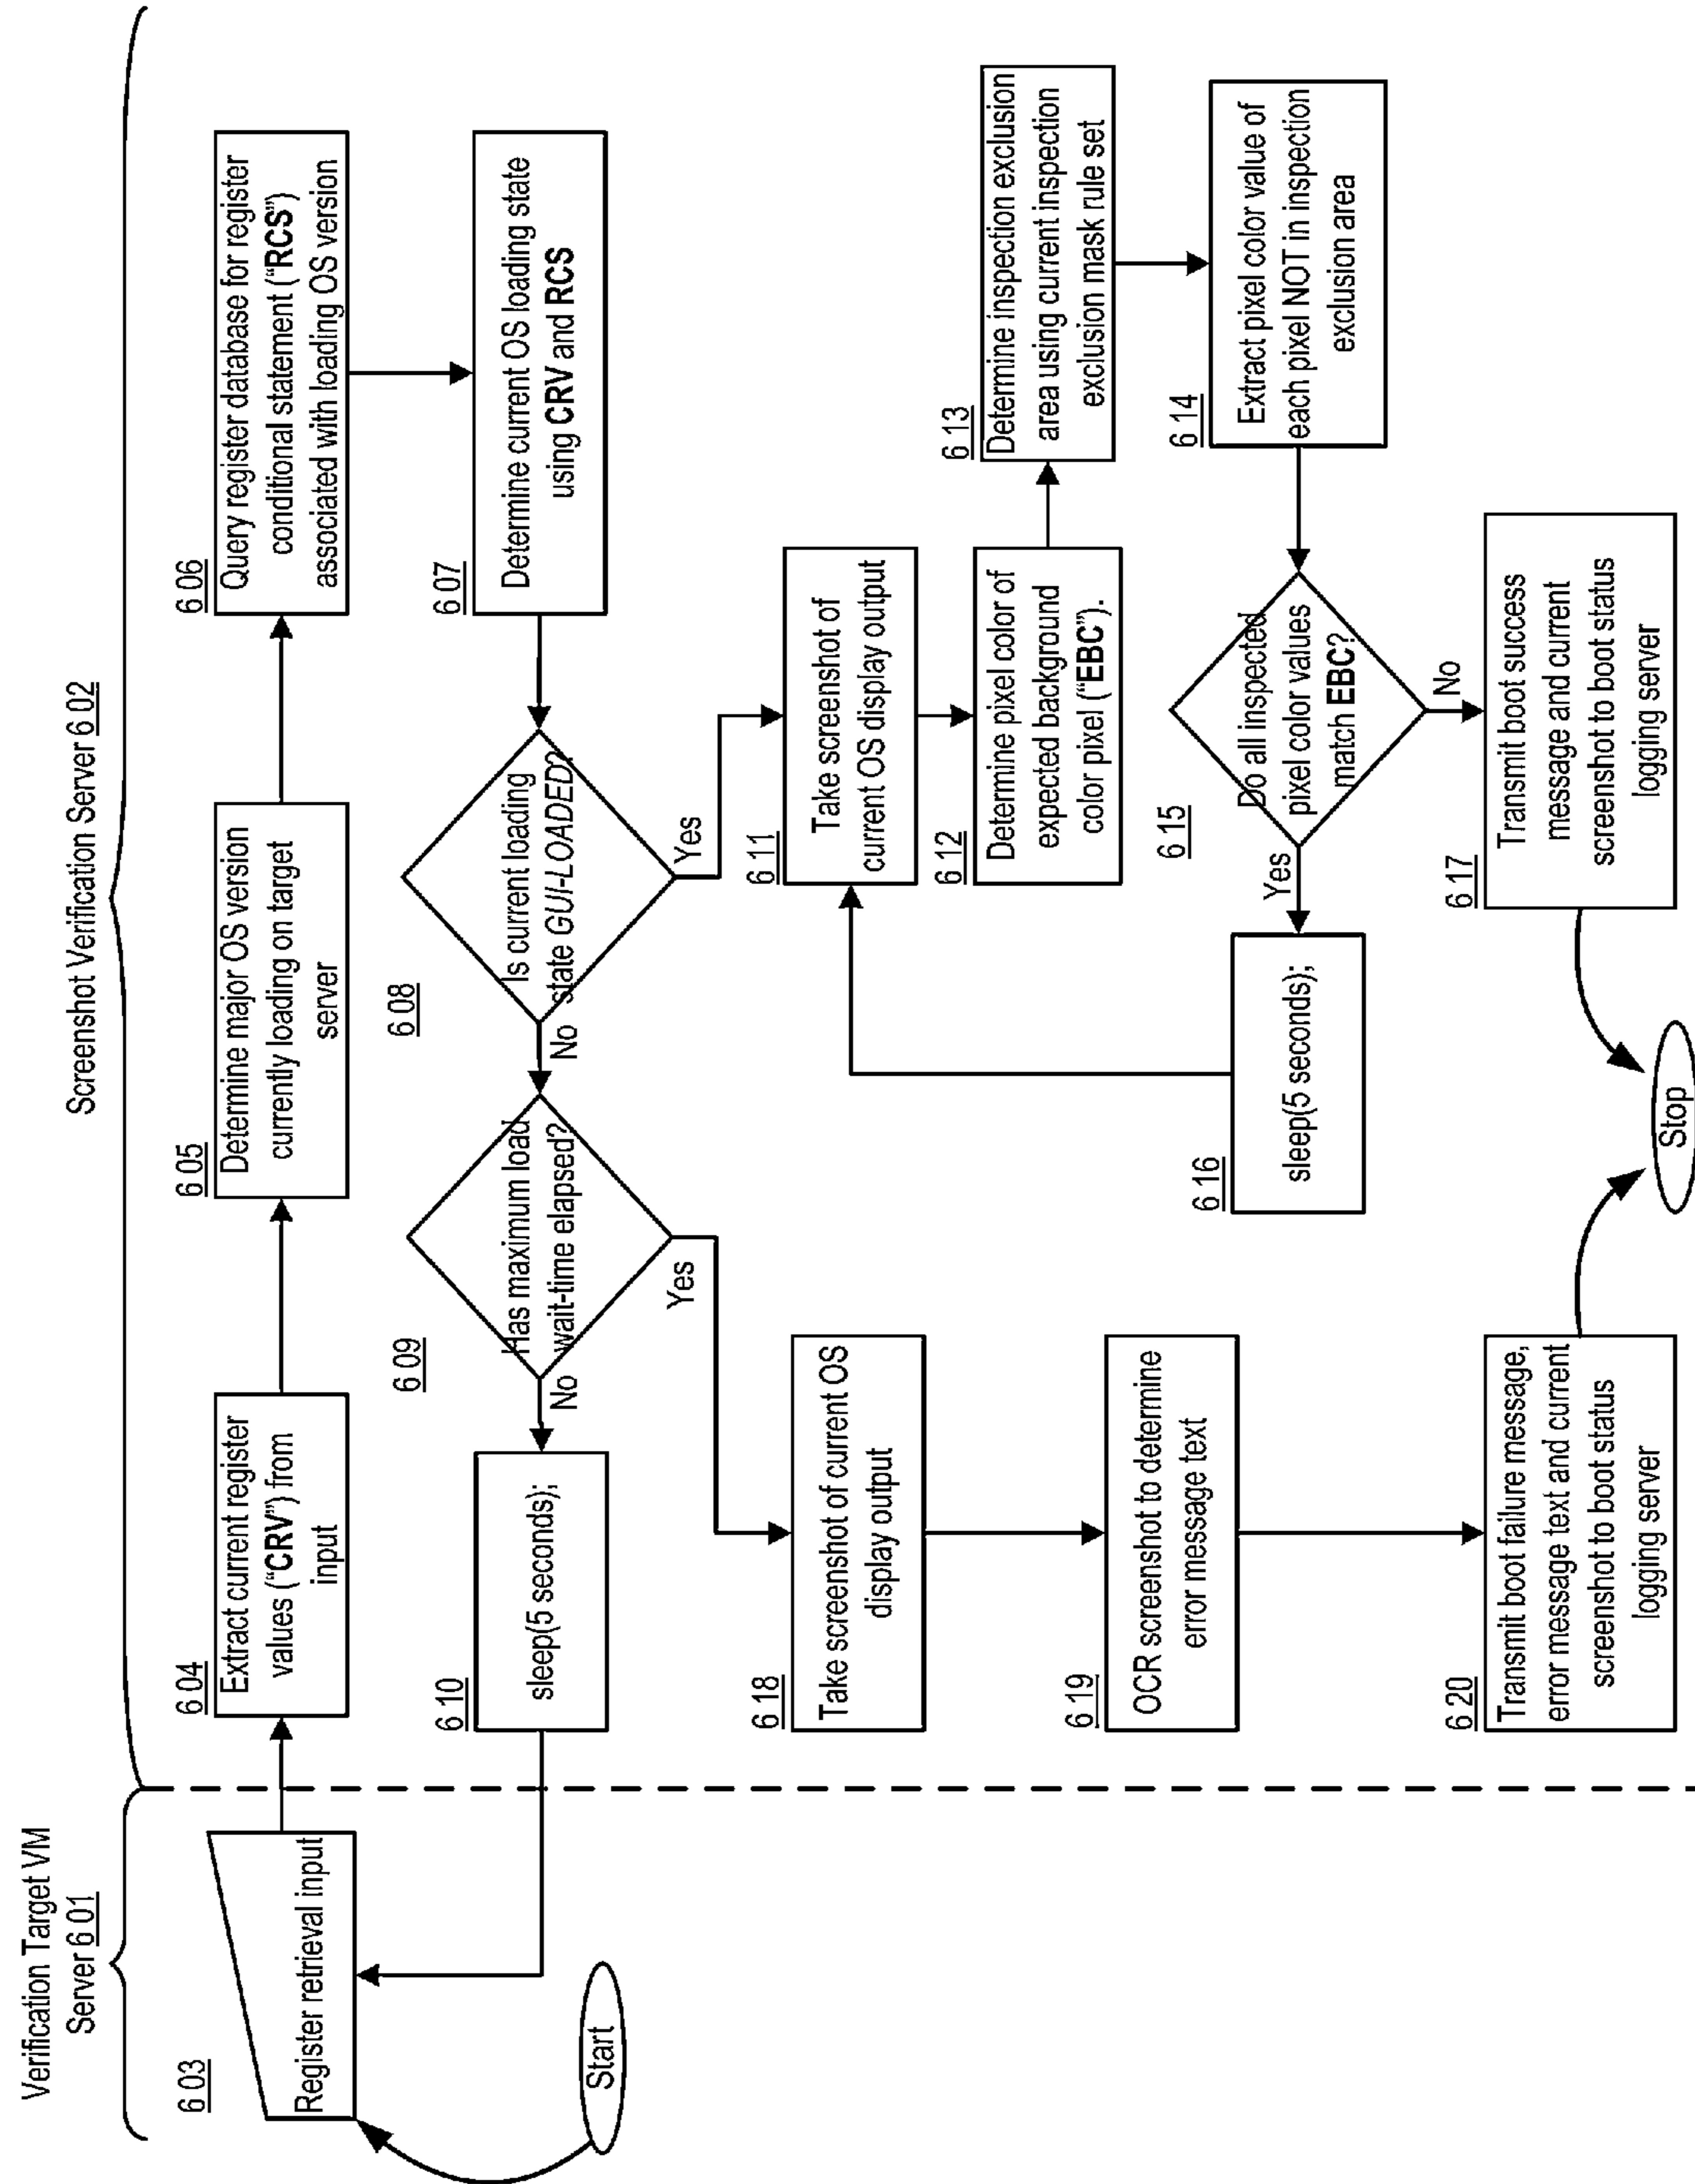 Verification Target VM
Server 6 01
Screenshot Verification Server 6 02
6 03
Register retrieval input
Start
6 04
Extract current register
values (“CRV”) from
input
6 05
Determine major OS version
currently loading on target
server
6 06
Query register database for register
conditional statement (“RCS”)
associated with loading OS version
6 07
Determine current OS loading state
using CRV and RCS
6 08
Is current loading
state GUI-LOADED?
No
Yes
6 09
Has maximum load
wait-time elapsed?
No
Yes
6 10
sleep(5 seconds);
6 11
Take screenshot of
current OS display output
6 12
Determine pixel color of
expected background
color pixel (“EBC”).
6 13
Determine inspection exclusion
area using current inspection
exclusion mask rule set
6 14
Extract pixel color value of
each pixel NOT in inspection
exclusion area
6 15
Do all inspected
pixel color values
match EBC?
Yes
No
6 16
sleep(5 seconds);
6 17
Transmit boot success
message and current
screenshot to boot status
logging server
6 18
Take screenshot of current OS
display output
6 19
OCR screenshot to determine
error message text
6 20
Transmit boot failure message,
error message text and current
screenshot to boot status
logging server
Stop